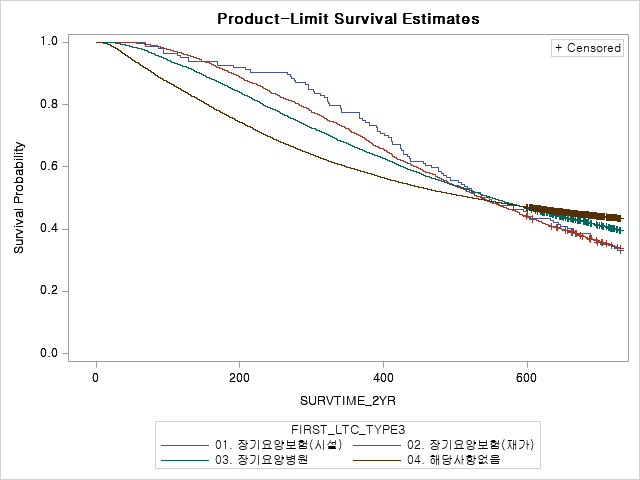 Product-Limit Survival Estimates
1.0
+ Censored
0.8
0.6
0.4
0.2
0.0
Survival Probability
0 200 400 600
SURVTIME_2YR
FIRST_LTC_TYPE3
01. 장기요양보험(시설) 02. 장기요양보험(재가)
03. 장기요양병원 04. 해당사항없음